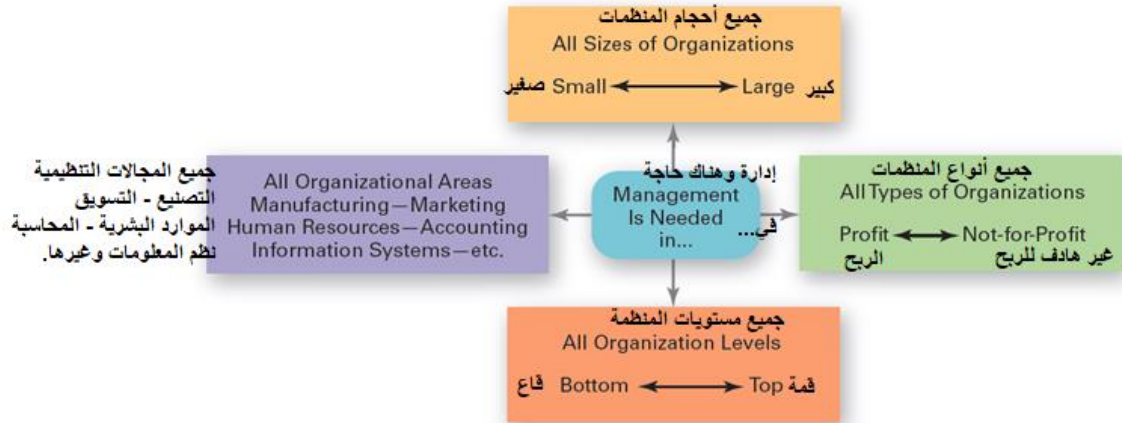 جميع أحجام المنظمات
All Sizes of Organizations
صغير Small Large كبير
جميع المجالات التنظيمية
التصنيع - التسويق
الموارد البشرية - المحاسبة
نظم المعلومات وغيرها.
All Organizational Areas
Manufacturing—Marketing
Human Resources—Accounting
Information Systems—etc.
إدارة وهناك حاجة
Management
Is Needed
in...
في...
جميع أنواع المنظمات
All Types of Organizations
Profit Not-for-Profit
الربح غير هادف للربح
جميع مستويات المنظمة
All Organization Levels
قاع Bottom Top قمة